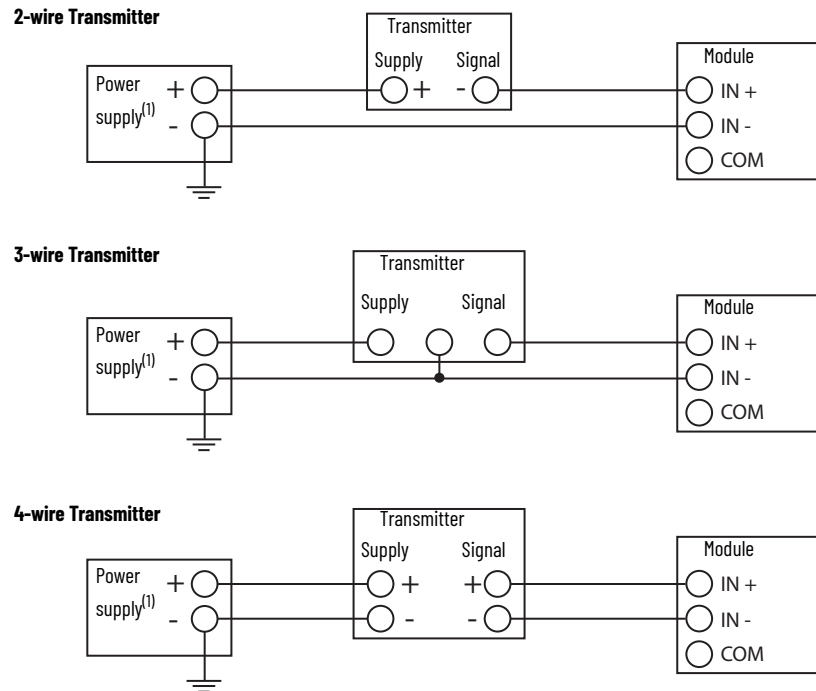 2-wire Transmitter
Transmitter
Supply Signal
Power
supply(1)
+
-
+ -
Module
IN +
IN -
COM
3-wire Transmitter
Transmitter
Supply Signal
Power
supply(1)
+
-
Module
IN +
IN -
COM
4-wire Transmitter
Transmitter
Supply Signal
Power
supply(1)
+
-
+ +
- -
Module
IN +
IN -
COM